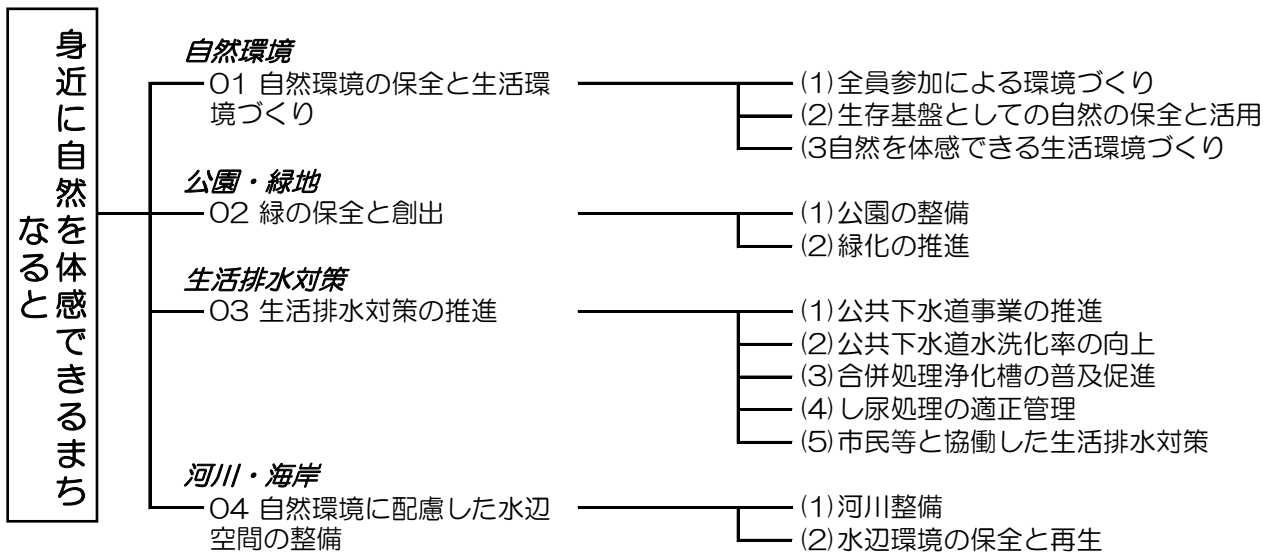 身近に自然を体感できるまち
なると
自然環境
01 自然環境の保全と生活環
境づくり
(1)全員参加による環境づくり
(2)生存基盤としての自然の保全と活用
(3自然を体感できる生活環境づくり
公園・緑地
02 緑の保全と創出
(1)公園の整備
(2)緑化の推進
生活排水対策
03 生活排水対策の推進
(1)公共下水道事業の推進
(2)公共下水道水洗化率の向上
(3)合併処理浄化槽の普及促進
(4)し尿処理の適正管理
(5)市民等と協働した生活排水対策
河川・海岸
04 自然環境に配慮した水辺
空間の整備
(1)河川整備
(2)水辺環境の保全と再生